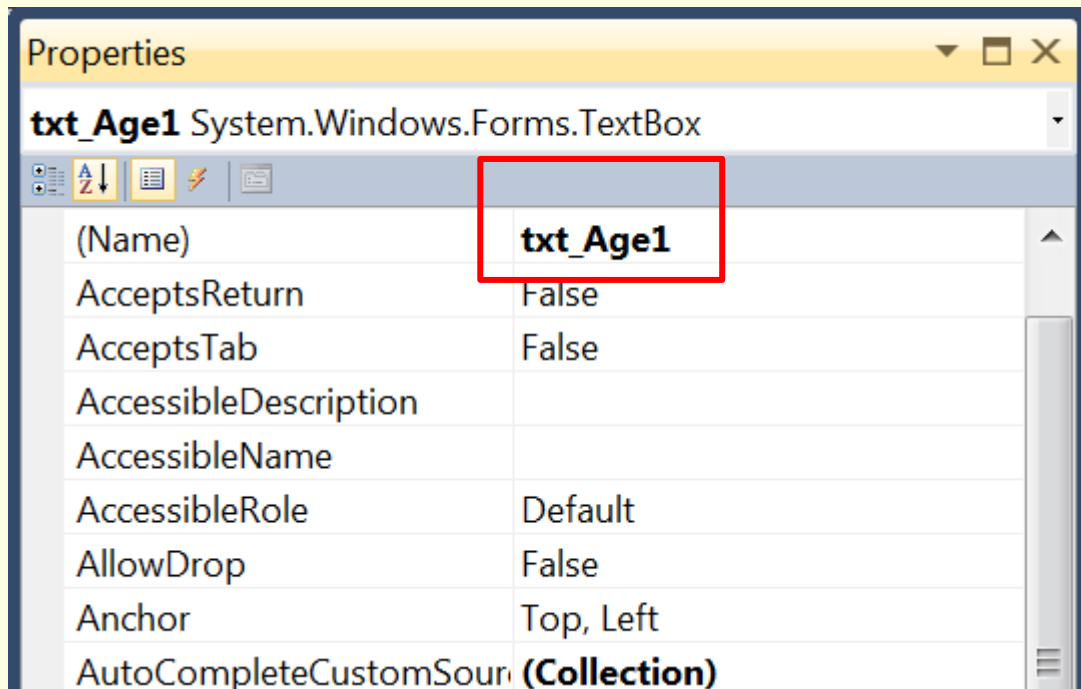 Properties
txt_Age1 System.Windows.Forms.TextBox
(Name) txt_Age1
AcceptsReturn False
AcceptsTab False
AccessibleDescription
AccessibleName
AccessibleRole Default
AllowDrop False
Anchor Top, Left
AutoCompleteCustomSour (Collection)